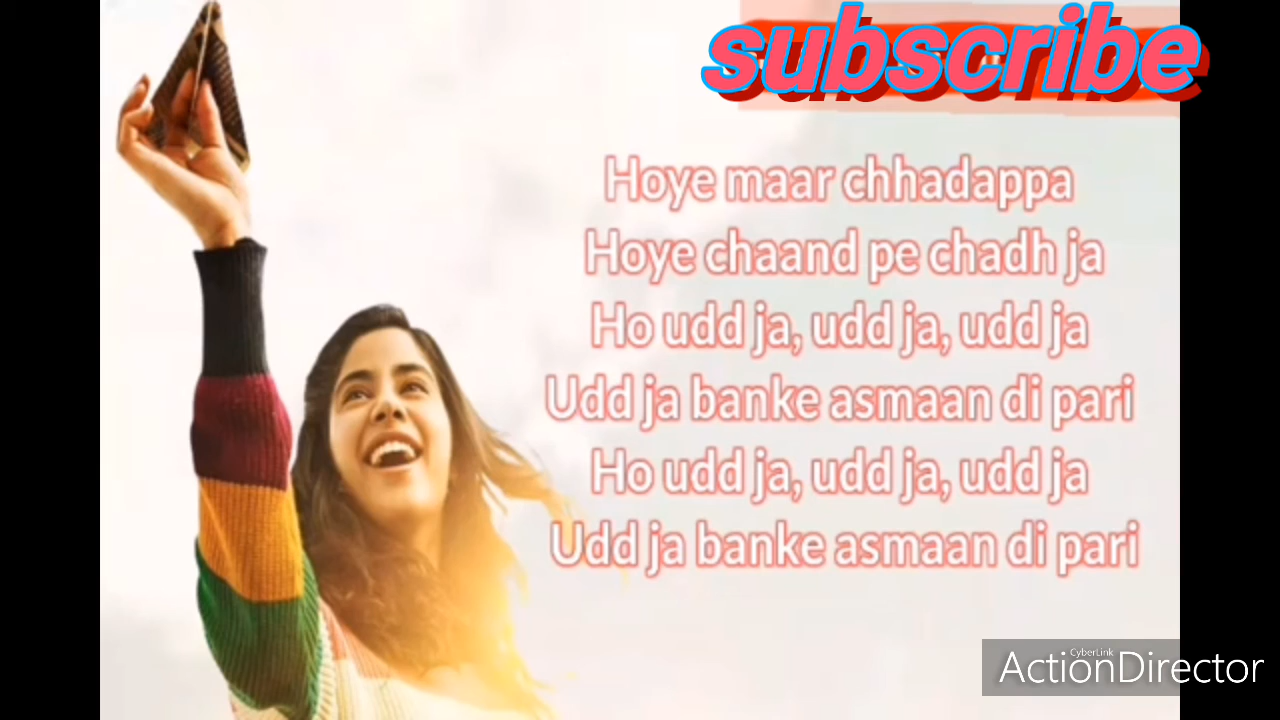 subscribe
Hoye maar chhadappa
Hoye chaand pe chadh ja
Ho udd ja, udd ja, udd ja
Udd ja banke asmaan di pari
Ho udd ja, udd ja, udd ja
Udd ja banke asmaan di pari
CyberLink
ActionDirector